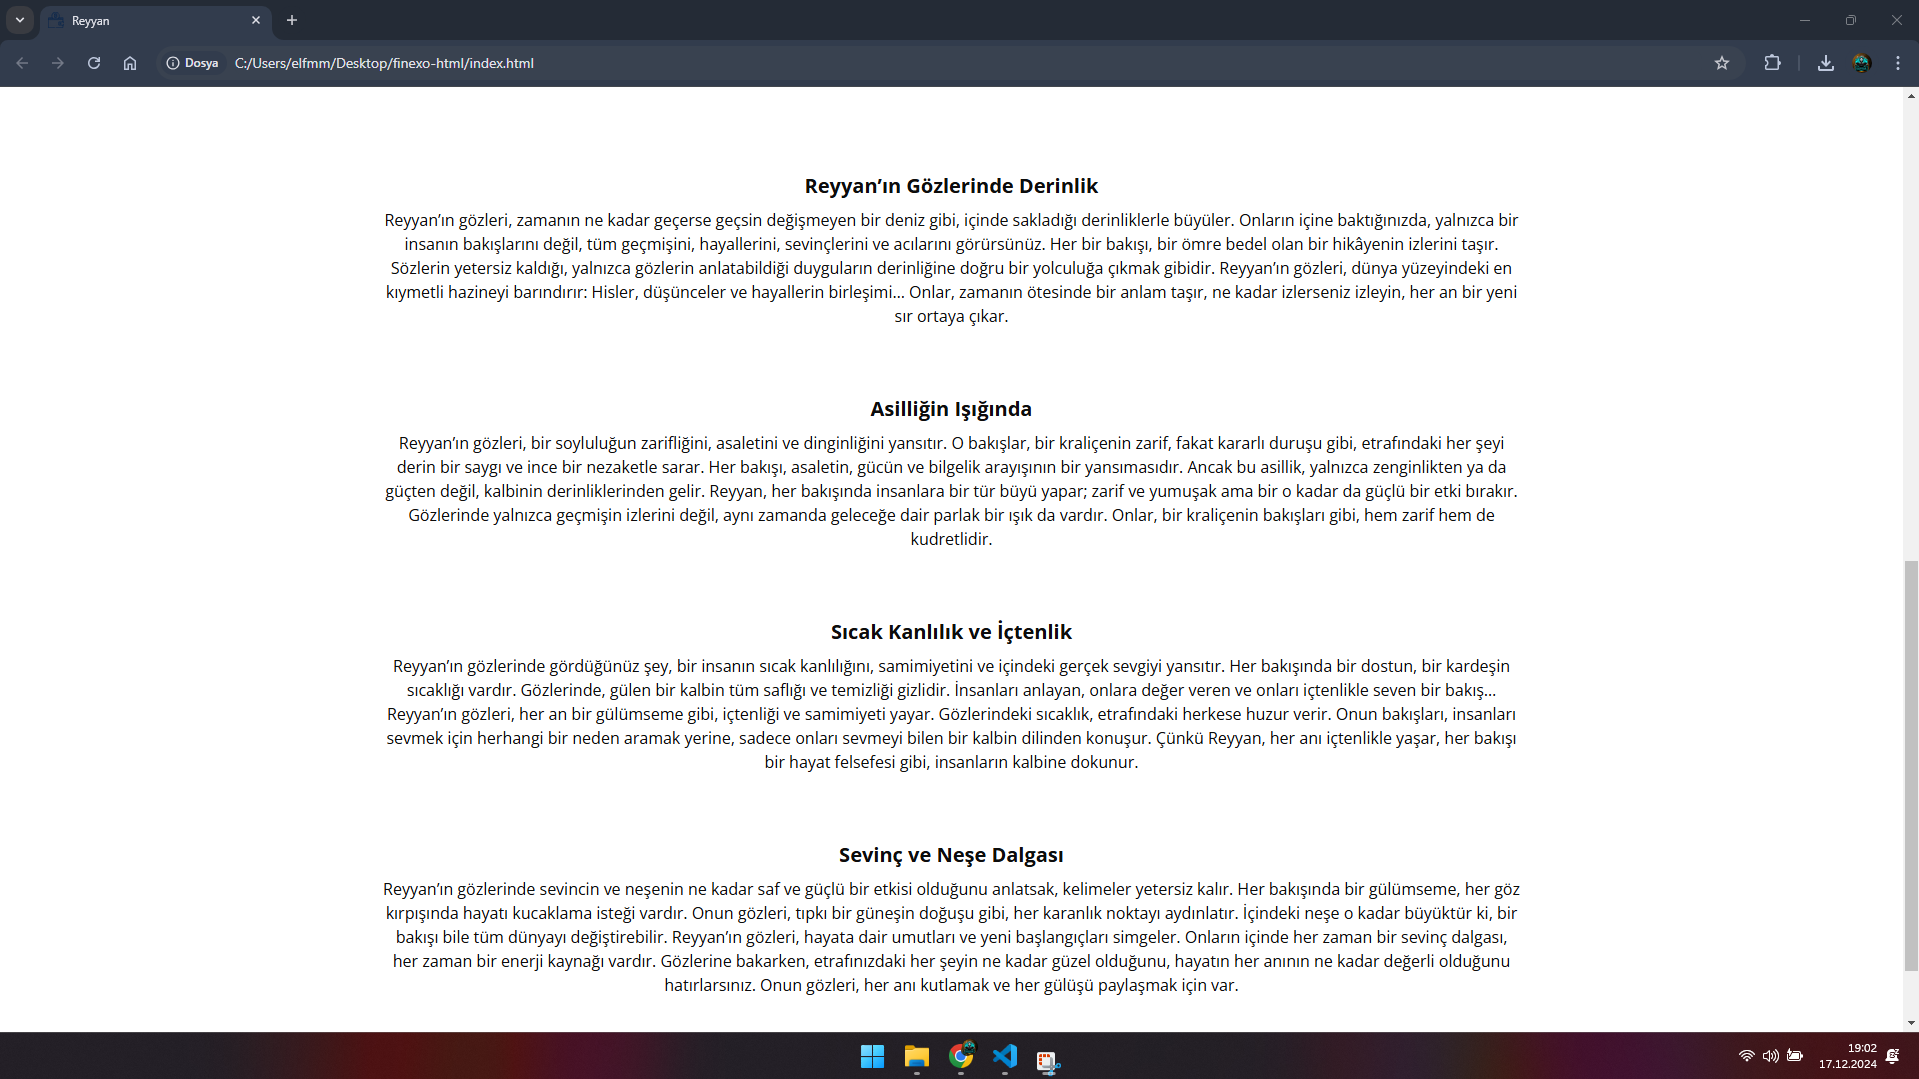 Reyyan
Dosya
C:/Users/elfmm/Desktop/finexo-html/index.html
Reyyan’ın Gözlerinde Derinlik
Reyyan’ın gözleri, zamanın ne kadar geçerse geçsin değişmeyen bir deniz gibi, içinde sakladığı derinliklerle büyüler. Onların içine baktığınızda, yalnızca bir
insanın bakışlarını değil, tüm geçmişini, hayallerini, sevinçlerini ve acılarını görürsünüz. Her bir bakışı, bir ömre bedel olan bir hikâyenin izlerini taşır.
Sözlerin yetersiz kaldığı, yalnızca gözlerin anlatabildiği duyguların derinliğine doğru bir yolculuğa çıkmak gibidir. Reyyan’ın gözleri, dünya yüzeyindeki en
kıymetli hazineyi barındırır: Hisler, düşünceler ve hayallerin birleşimi... Onlar, zamanın ötesinde bir anlam taşır, ne kadar izlerseniz izleyin, her an bir yeni
sır ortaya çıkar.
Asilliğin Işığında
Reyyan’ın gözleri, bir soyluluğun zarifliğini, asaletini ve dinginliğini yansıtır. O bakışlar, bir kraliçenin zarif, fakat kararlı duruşu gibi, etrafındaki her şeyi
derin bir saygı ve ince bir nezaketle sarar. Her bakışı, asaletin, gücün ve bilgelik arayışının bir yansımasıdır. Ancak bu asillik, yalnızca zenginlikten ya da
güçten değil, kalbinin derinliklerinden gelir. Reyyan, her bakışında insanlara bir tür büyü yapar; zarif ve yumuşak ama bir o kadar da güçlü bir etki bırakır.
Gözlerinde yalnızca geçmişin izlerini değil, aynı zamanda geleceğe dair parlak bir ışık da vardır. Onlar, bir kraliçenin bakışları gibi, hem zarif hem de
kudretlidir.
Sıcak Kanlılık ve İçtenlik
Reyyan’ın gözlerinde gördüğünüz şey, bir insanın sıcak kanlılığını, samimiyetini ve içindeki gerçek sevgiyi yansıtır. Her bakışında bir dostun, bir kardeşin
sıcaklığı vardır. Gözlerinde, gülen bir kalbin tüm saflığı ve temizliği gizlidir. İnsanları anlayan, onlara değer veren ve onları içtenlikle seven bir bakış...
Reyyan’ın gözleri, her an bir gülümseme gibi, içtenliği ve samimiyeti yayar. Gözlerindeki sıcaklık, etrafındaki herkese huzur verir. Onun bakışları, insanları
sevmek için herhangi bir neden aramak yerine, sadece onları sevmeyi bilen bir kalbin dilinden konuşur. Çünkü Reyyan, her anı içtenlikle yaşar, her bakışı
bir hayat felsefesi gibi, insanların kalbine dokunur.
Sevinç ve Neşe Dalgası
Reyyan’ın gözlerinde sevincin ve neşenin ne kadar saf ve güçlü bir etkisi olduğunu anlatsak, kelimeler yetersiz kalır. Her bakışında bir gülümseme, her göz
kırpışında hayatı kucaklama isteği vardır. Onun gözleri, tıpkı bir güneşin doğuşu gibi, her karanlık noktayı aydınlatır. İçindeki neşe o kadar büyüktür ki, bir
bakışı bile tüm dünyayı değiştirebilir. Reyyan’ın gözleri, hayata dair umutları ve yeni başlangıçları simgeler. Onların içinde her zaman bir sevinç dalgası,
her zaman bir enerji kaynağı vardır. Gözlerine bakarken, etrafınızdaki her şeyin ne kadar güzel olduğunu, hayatın her anının ne kadar değerli olduğunu
hatırlarsınız. Onun gözleri, her anı kutlamak ve her gülüşü paylaşmak için var.
19:02
17.12.2024